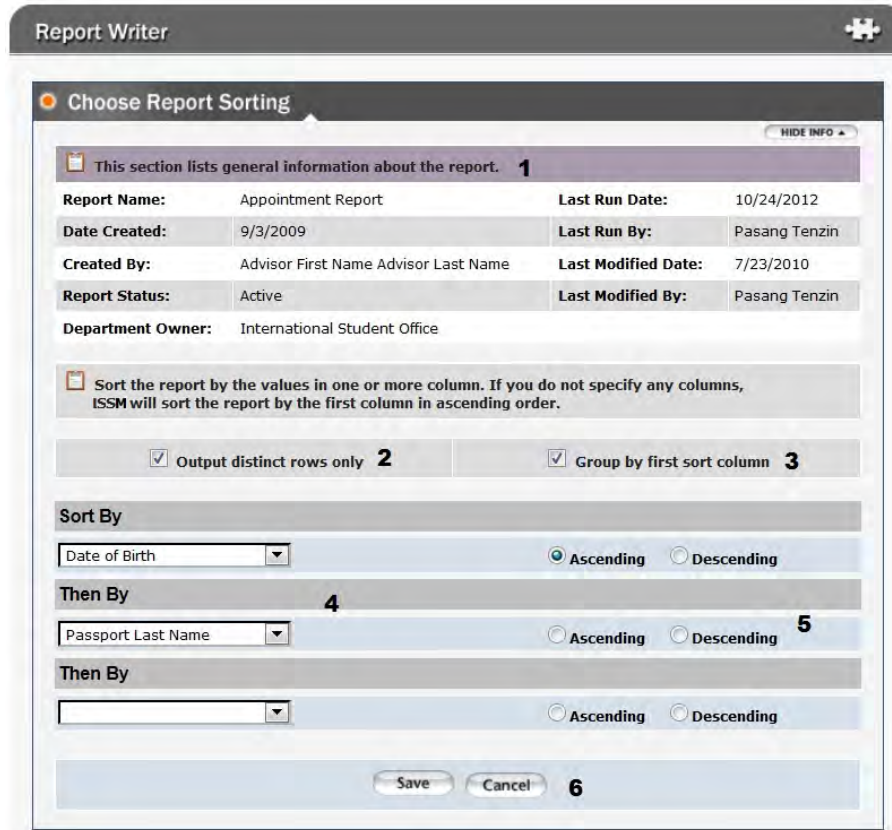 Report Writer
Choose Report Sorting
HIDE INFO
This section lists general information about the report. 1
Report Name: Appointment Report Last Run Date: 10/24/2012
Date Created: 9/3/2009 Last Run By: Pasang Tenzin
Created By: Advisor First Name Advisor Last Name Last Modified Date: 7/23/2010
Report Status: Active Last Modified By: Pasang Tenzin
Department Owner: International Student Office
Sort the report by the values in one or more column. If you do not specify any columns,
ISSM will sort the report by the first column in ascending order.
Output distinct rows only 2 Group by first sort column 3
Sort By
Date of Birth Ascending Descending
Then By 4
Passport Last Name Ascending Descending 5
Then By
Ascending Descending
Save Cancel 6